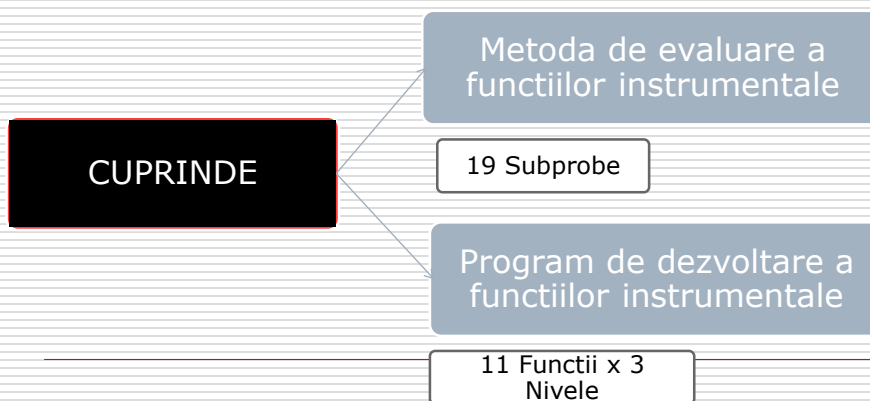 CUPRINDE
Metoda de evaluare a
functiilor instrumentale
19 Subprobe
Program de dezvoltare a
functiilor instrumentale
11 Functii x 3
Nivele